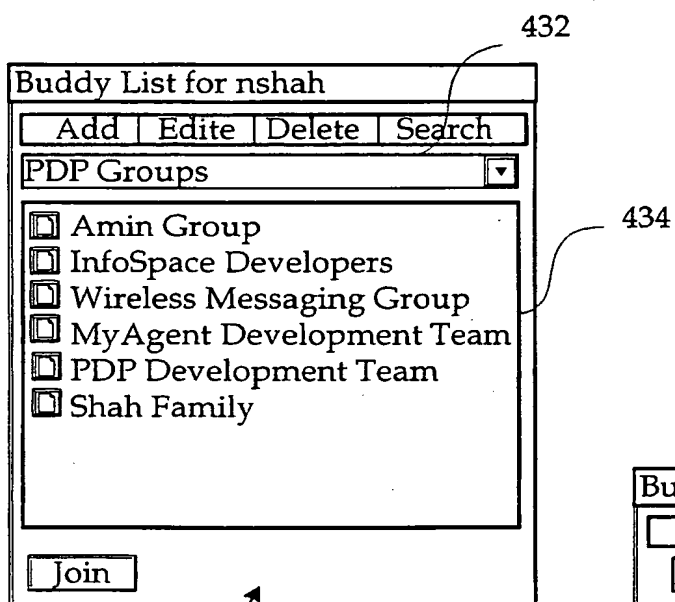 432
Buddy List for nshah
Add Edite Delete Search
PDP Groups
434
Amin Group
InfoSpace Developers
Wireless Messaging Group
MyAgent Development Team
PDP Development Team
Shah Family
Bu
Join